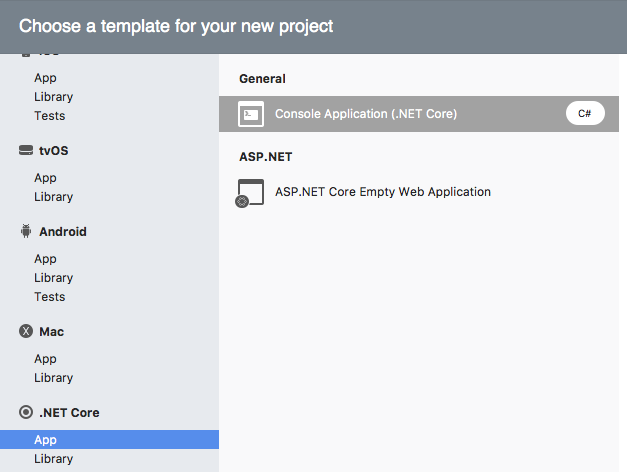 Choose a template for your new project
iOS
App
Library
Tests
tvOS
App
Library
Android
App
Library
Tests
Mac
App
Library
.NET Core
App
Library
General
Console Application (.NET Core)
C#
ASP.NET
ASP.NET Core Empty Web Application